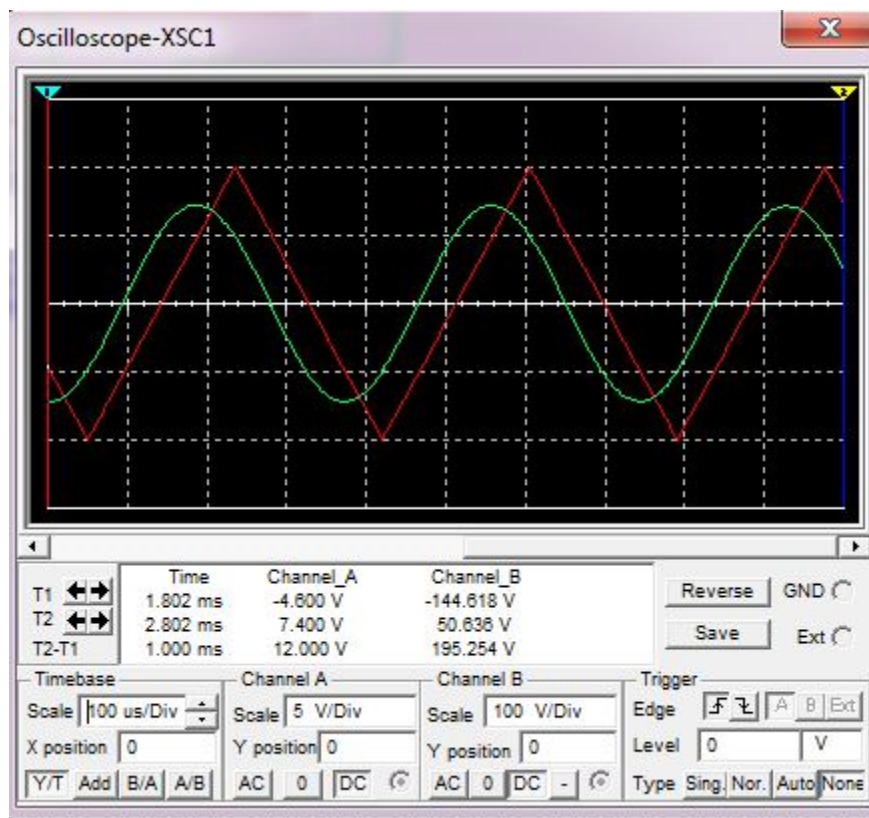 Oscilloscope-XSC1
X
1 2
Time Channel_A Channel_B
T1 1.802 ms -4.600 V -144.618 V
T2 2.802 ms 7.400 V 50.636 V
T2-T1 1.000 ms 12.000 V 195.254 V
Reverse GND
Save Ext
Timebase Channel A Channel B Trigger
Scale 100 us/Div Scale 5 V/Div Scale 100 V/Div Edge A B Ext
X position 0 Y position 0 Y position 0 Level 0 V
Y/T Add B/A A/B AC 0 DC AC 0 DC - Type Sing. Nor. Auto None